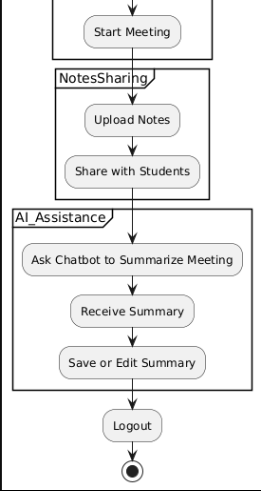 Start Meeting
NotesSharing
Upload Notes
Share with Students
AI_Assistance
Ask Chatbot to Summarize Meeting
Receive Summary
Save or Edit Summary
Logout